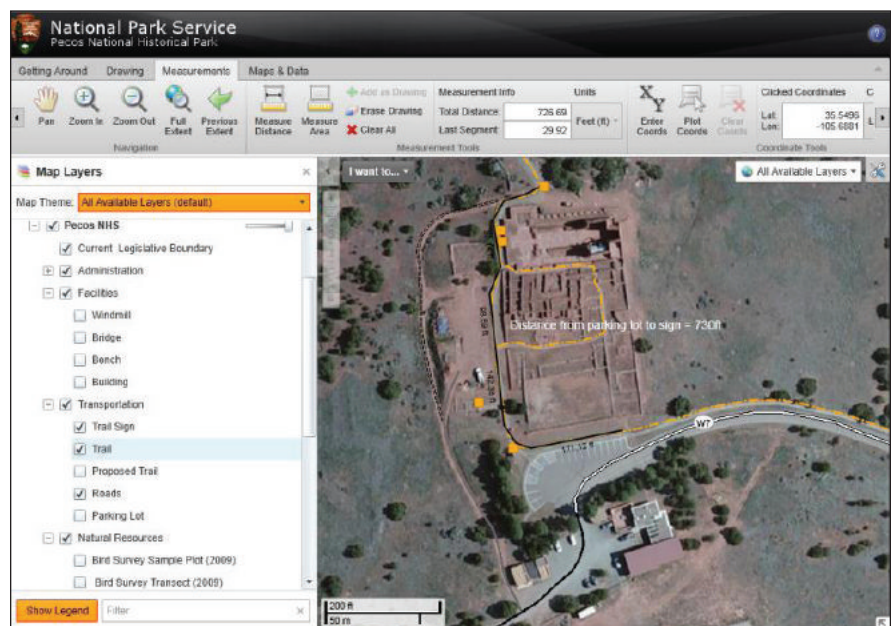 National Park Service
Pecos National Historical Park
Getting Around Drawing Measurements Maps & Data
Pan Zoom In Zoom Out Full Extent Previous Extent
Navigation
Measure Distance Measure Area
Add as Drawing
Erase Drawing
Clear All
Measurement Info Units
Total Distance: 726.69
Last Segment: 29.92
Feet (ft)
Measurement Tools
Enter Coords Plot Coords Clear Coords
Clicked Coordinates C
Lat: 35.5496
Lon: -105.6881
L
Coordinate Tools
Map Layers
Map Theme: All Available Layers (default)
Pecos NHS
Current Legislative Boundary
Administration
Facilities
Windmill
Bridge
Bench
Building
Transportation
Trail Sign
Trail
Proposed Trail
Roads
Parking Lot
Natural Resources
Bird Survey Sample Plot (2009)
Bird Survey Transect (2009)
Show Legend Filter
I want to...
All Available Layers
Distance from parking lot to sign = 730ft
171.12 ft
200 ft
50 m